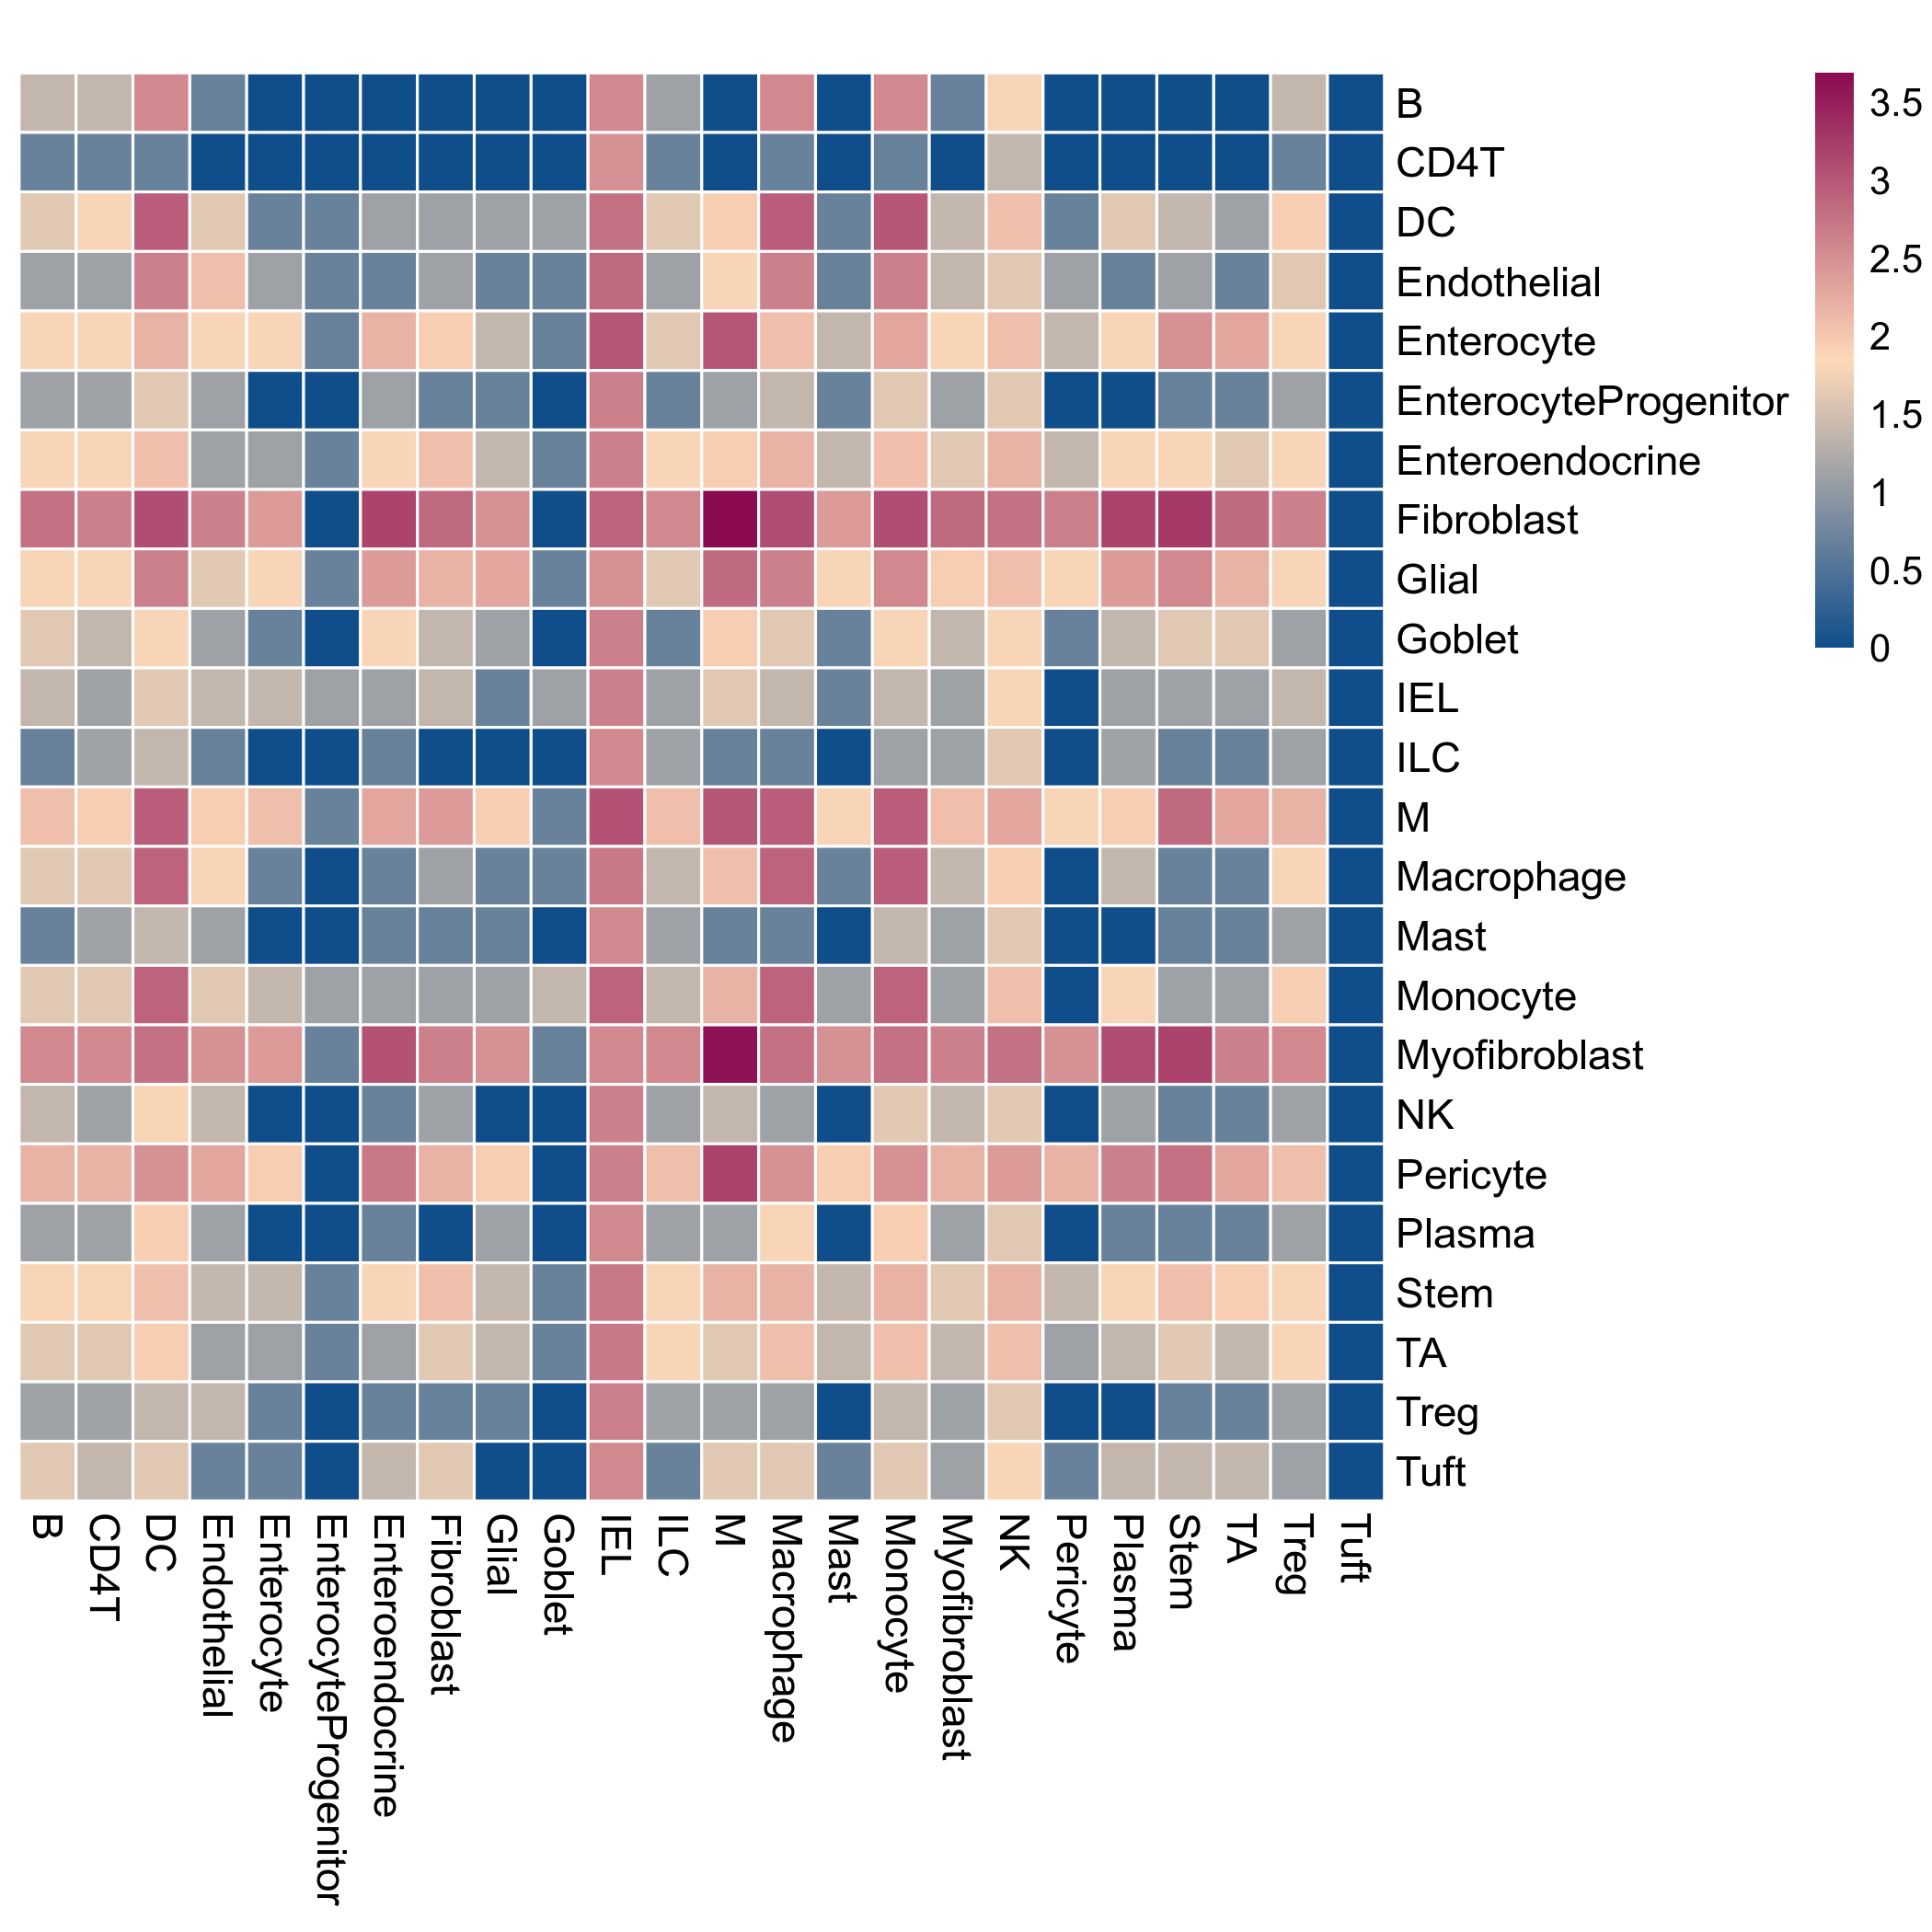 B
CD4T
DC
Endothelial
Enterocyte
EnterocyteProgenitor
Enteroendocrine
Fibroblast
Glial
Goblet
IEL
ILC
M
Macrophage
Mast
Monocyte
Myofibroblast
NK
Pericyte
Plasma
Stem
TA
Treg
Tuft
3.5
3
2.5
2
1.5
1
0.5
0
B
CD4T
DC
Endothelial
Enterocyte
EnterocyteProgenitor
Enteroendocrine
Fibroblast
Glial
Goblet
IEL
ILC
M
Macrophage
Mast
Monocyte
Myofibroblast
NK
Pericyte
Plasma
Stem
TA
Treg
Tuft